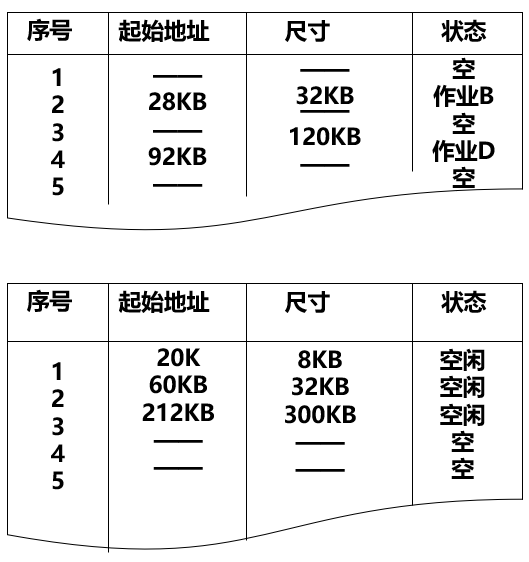 序号 起始地址 尺寸 状态
1 —— —— 空
2 28KB 32KB 作业B
3 —— —— 空
4 92KB 120KB 作业D
5 —— —— 空
序号 起始地址 尺寸 状态
1 20K 8KB 空闲
2 60KB 32KB 空闲
3 212KB 300KB 空闲
4 —— —— 空
5 —— —— 空